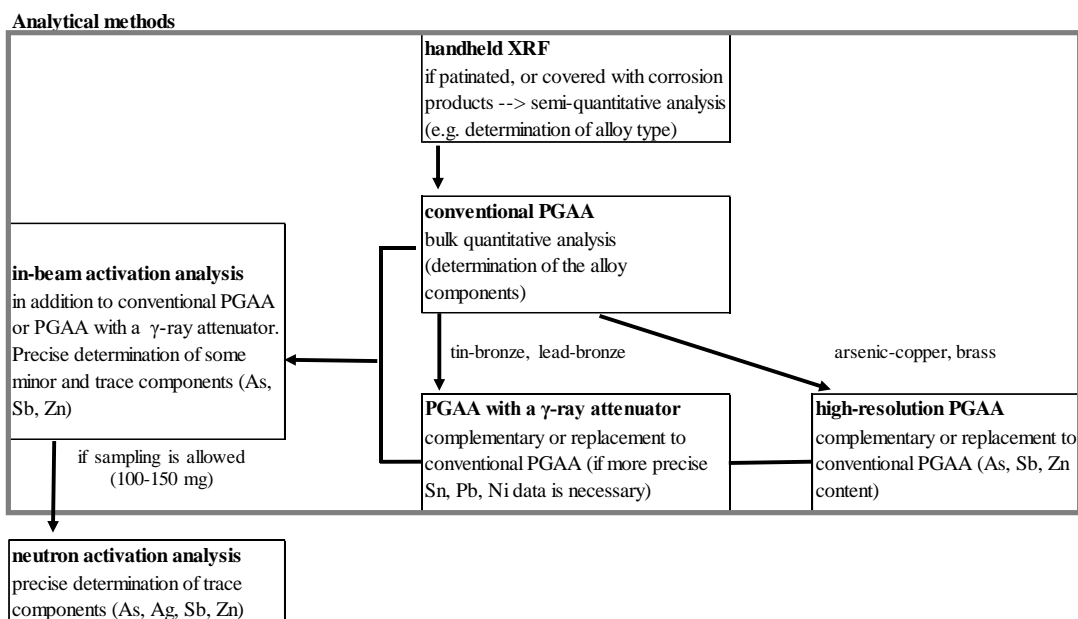 Analytical methods
handheld XRF
if patinated, or covered with corrosion
products --> semi-quantitative analysis
(e.g. determination of alloy type)
conventional PGAA
bulk quantitative analysis
(determination of the alloy
components)
in-beam activation analysis
in addition to conventional PGAA
or PGAA with a γ-ray attenuator.
Precise determination of some
minor and trace components (As,
Sb, Zn)
tin-bronze, lead-bronze
arsenic-copper, brass
PGAA with a γ-ray attenuator
complementary or replacement to
conventional PGAA (if more precise
Sn, Pb, Ni data is necessary)
high-resolution PGAA
complementary or replacement to
conventional PGAA (As, Sb, Zn
content)
if sampling is allowed
(100-150 mg)
neutron activation analysis
precise determination of trace
components (As, Ag, Sb, Zn)